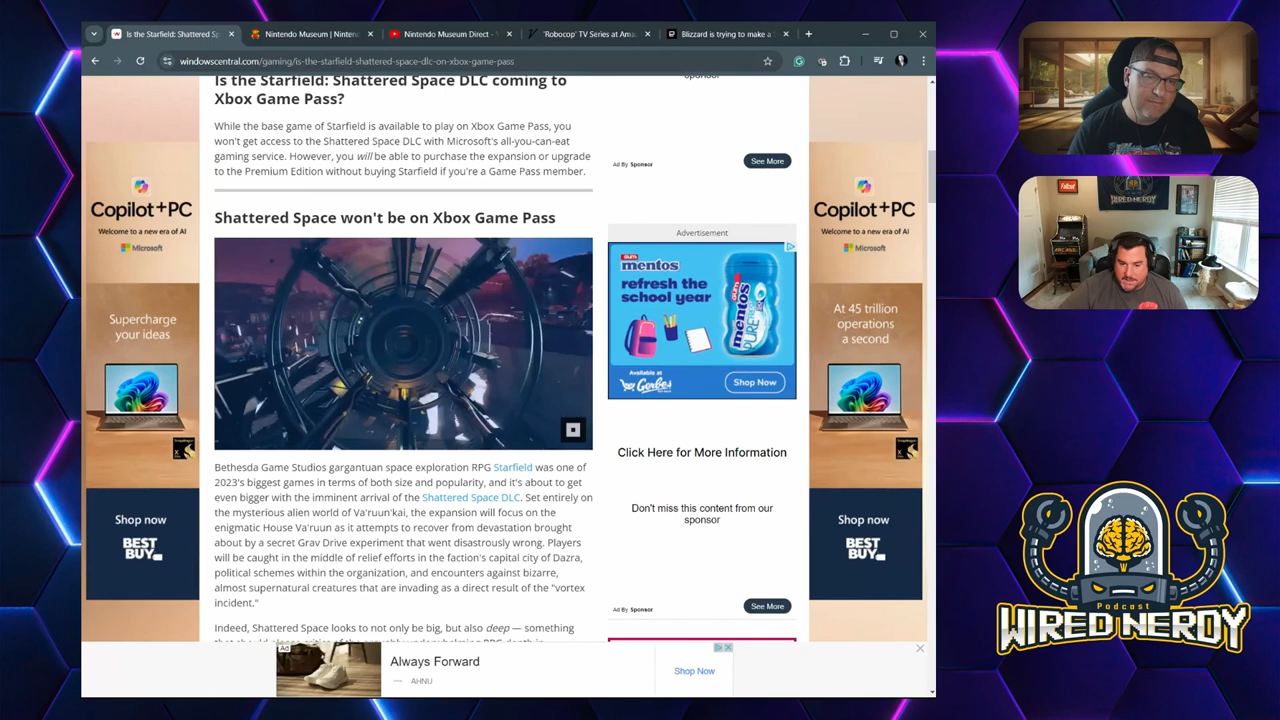 Is the Starfield: Shattered Sp
Nintendo Museum | Ninten
Nintendo Museum Direct -
'Robocop' TV Series at Ama
Blizzard is trying to make a
windowscentral.com/gaming/is-the-starfield-shattered-space-dlc-on-xbox-game-pass
Is the Starfield: Shattered Space DLC coming to
Xbox Game Pass?
While the base game of Starfield is available to play on Xbox Game Pass, you
won't get access to the Shattered Space DLC with Microsoft's all-you-can-eat
gaming service. However, you will be able to purchase the expansion or upgrade
to the Premium Edition without buying Starfield if you're a Game Pass member.
Shattered Space won't be on Xbox Game Pass
Bethesda Game Studios gargantuan space exploration RPG Starfield was one of
2023's biggest games in terms of both size and popularity, and it's about to get
even bigger with the imminent arrival of the Shattered Space DLC. Set entirely on
the mysterious alien world of Va'ruun'kai, the expansion will focus on the
enigmatic House Va'ruun as it attempts to recover from devastation brought
about by a secret Grav Drive experiment that went disastrously wrong. Players
will be caught in the middle of relief efforts in the faction's capital city of Dazra,
political schemes within the organization, and encounters against bizarre,
almost supernatural creatures that are invading as a direct result of the "vortex
incident."
Indeed, Shattered Space looks to not only be big, but also deep — something
Copilot+PC
Welcome to a new era of AI
Microsoft
Supercharge
your ideas
Shop now
BEST
BUY
sponsor
Ad By Sponsor
See More
Advertisement
gum
mentos
refresh the
school year
mentos
PURE
Available at
Gerbes
Shop Now
Click Here for More Information
Don't miss this content from our
sponsor
Ad By Sponsor
See More
Copilot+PC
Welcome to a new era of AI
Microsoft
At 45 trillion
operations
a second
Shop now
BEST
BUY
Ad
Always Forward
AHNU
Shop Now
Fallout
WIRED NERDY
Podcast
WIRED NERDY